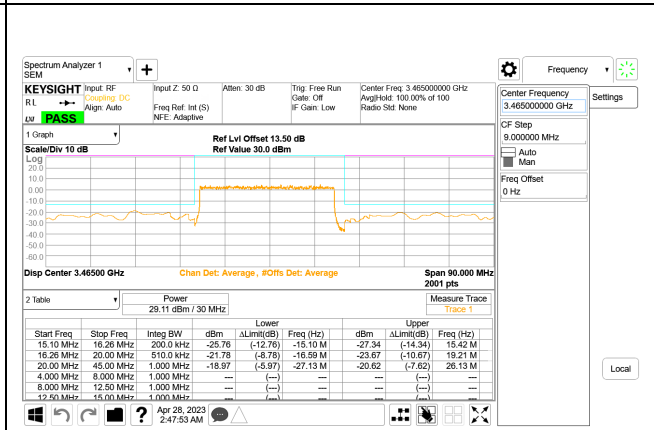 Spectrum Analyzer 1
SEM
Frequency
KEYSIGHT Input: RF Input Z: 50 Ω Atten: 30 dB Trig: Free Run Center Freq: 3.465000000 GHz
R L Coupling: DC Gate: Off Avg|Hold: 100.00% of 100
Align: Auto Freq Ref: Int (S) IF Gain: Low Radio Std: None
LXI PASS NFE: Adaptive
Center Frequency
3.465000000 GHz
Settings
CF Step
9.000000 MHz
Auto
Man
Freq Offset
0 Hz
Local
1 Graph
Ref Lvl Offset 13.50 dB
Scale/Div 10 dB Ref Value 30.0 dBm
Log
20.0
10.0
0.00
-10.0
-20.0
-30.0
-40.0
-50.0
-60.0
Disp Center 3.46500 GHz Chan Det: Average, #Offs Det: Average Span 90.000 MHz
2001 pts
2 Table Power Measure Trace
29.11 dBm / 30 MHz Trace 1
Lower Upper
Start Freq Stop Freq Integ BW dBm ΔLimit(dB) Freq (Hz) dBm ΔLimit(dB) Freq (Hz)
15.10 MHz 16.26 MHz 200.0 kHz -25.76 (-12.76) -15.10 M -27.34 (-14.34) 15.42 M
16.26 MHz 20.00 MHz 510.0 kHz -21.78 (-8.78) -16.59 M -23.67 (-10.67) 19.21 M
20.00 MHz 45.00 MHz 1.000 MHz -18.97 (-5.97) -27.13 M -20.62 (-7.62) 26.13 M
4.000 MHz 8.000 MHz 1.000 MHz --- (---) --- --- (---) ---
8.000 MHz 12.50 MHz 1.000 MHz --- (---) --- --- (---) ---
12.50 MHz 15.00 MHz 1.000 MHz --- (---) --- --- (---) ---
Apr 28, 2023
2:47:53 AM